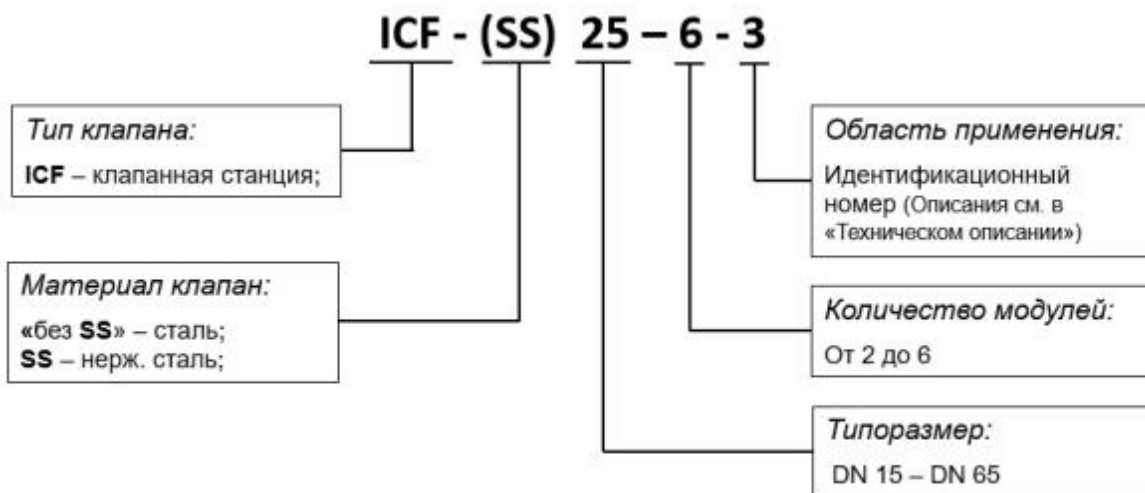 ICF - (SS) 25 – 6 - 3
Тип клапана:
ICF – клапанная станция;
Материал клапан:
«без SS» – сталь;
SS – нерж. сталь;
Область применения:
Идентификационный
номер (Описания см. в
«Техническом описании»)
Количество модулей:
От 2 до 6
Типоразмер:
DN 15 – DN 65